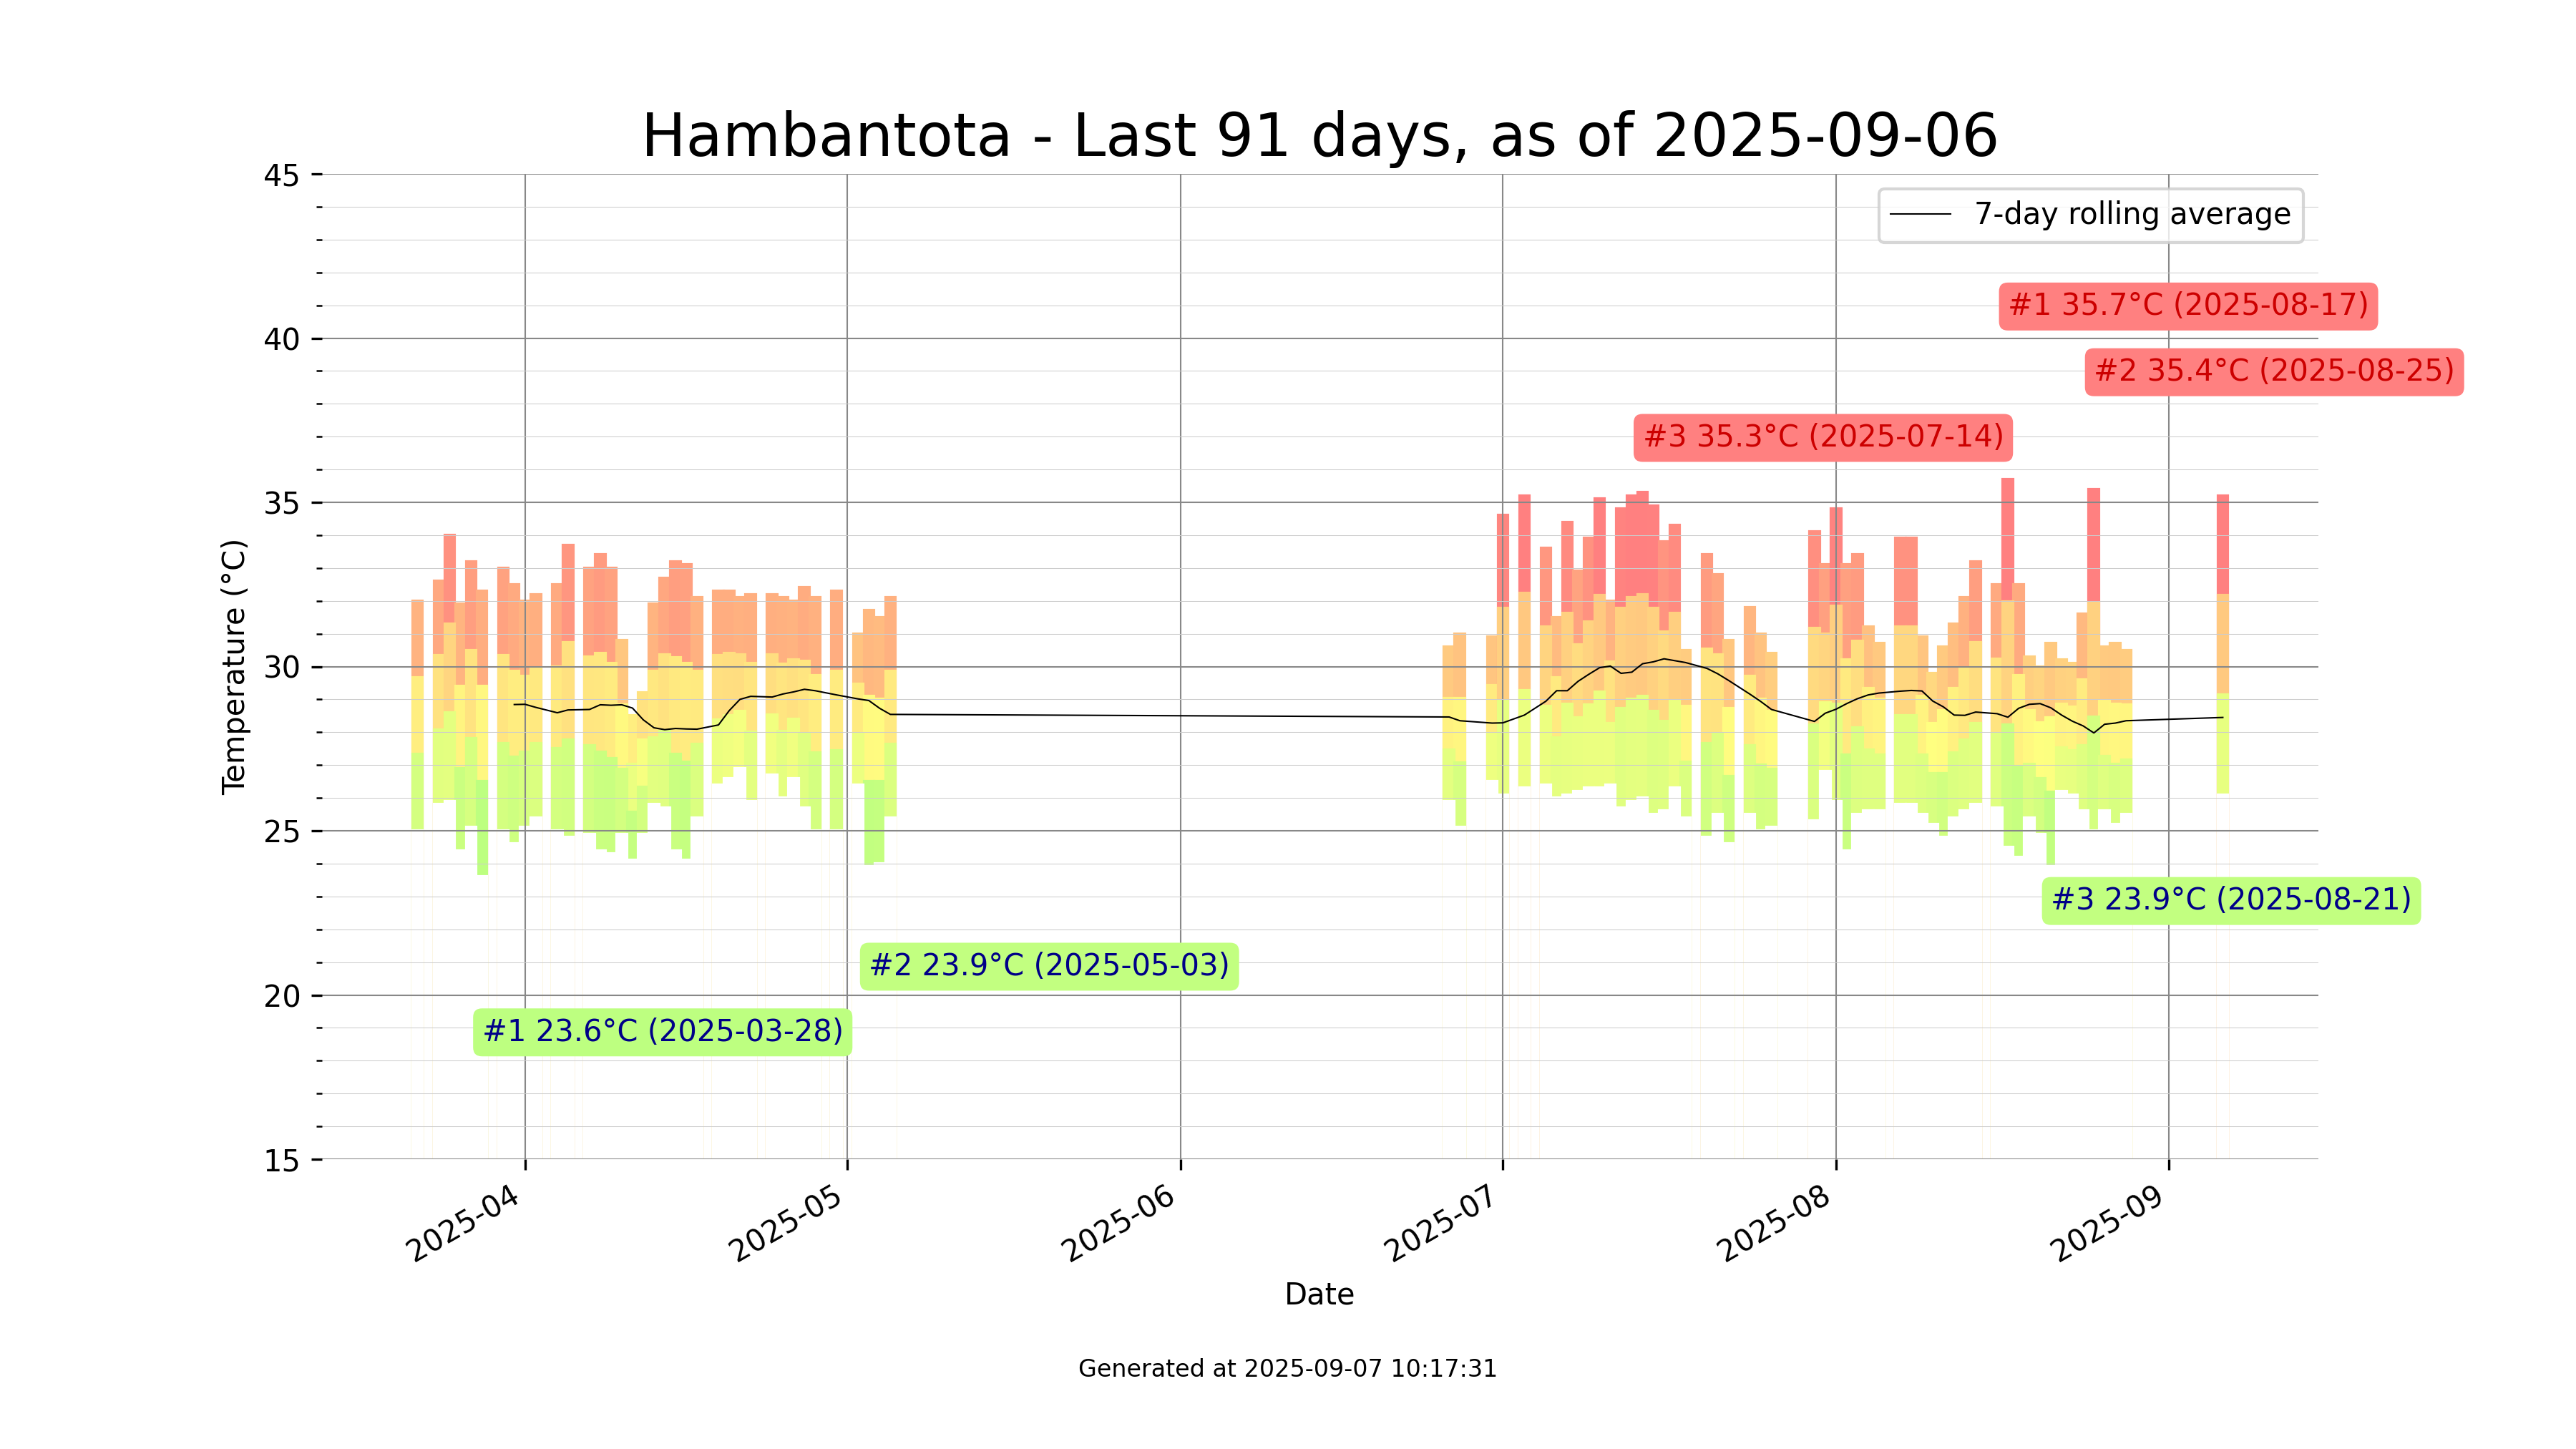 Hambantota - Last 91 days, as of 2025-09-06
45
40
35
30
25
20
15
Temperature (°C)
7-day rolling average
#1 35.7°C (2025-08-17)
#2 35.4°C (2025-08-25)
#3 35.3°C (2025-07-14)
#3 23.9°C (2025-08-21)
#2 23.9°C (2025-05-03)
#1 23.6°C (2025-03-28)
2025-04
2025-05
2025-06
2025-07
2025-08
2025-09
Date
Generated at 2025-09-07 10:17:31